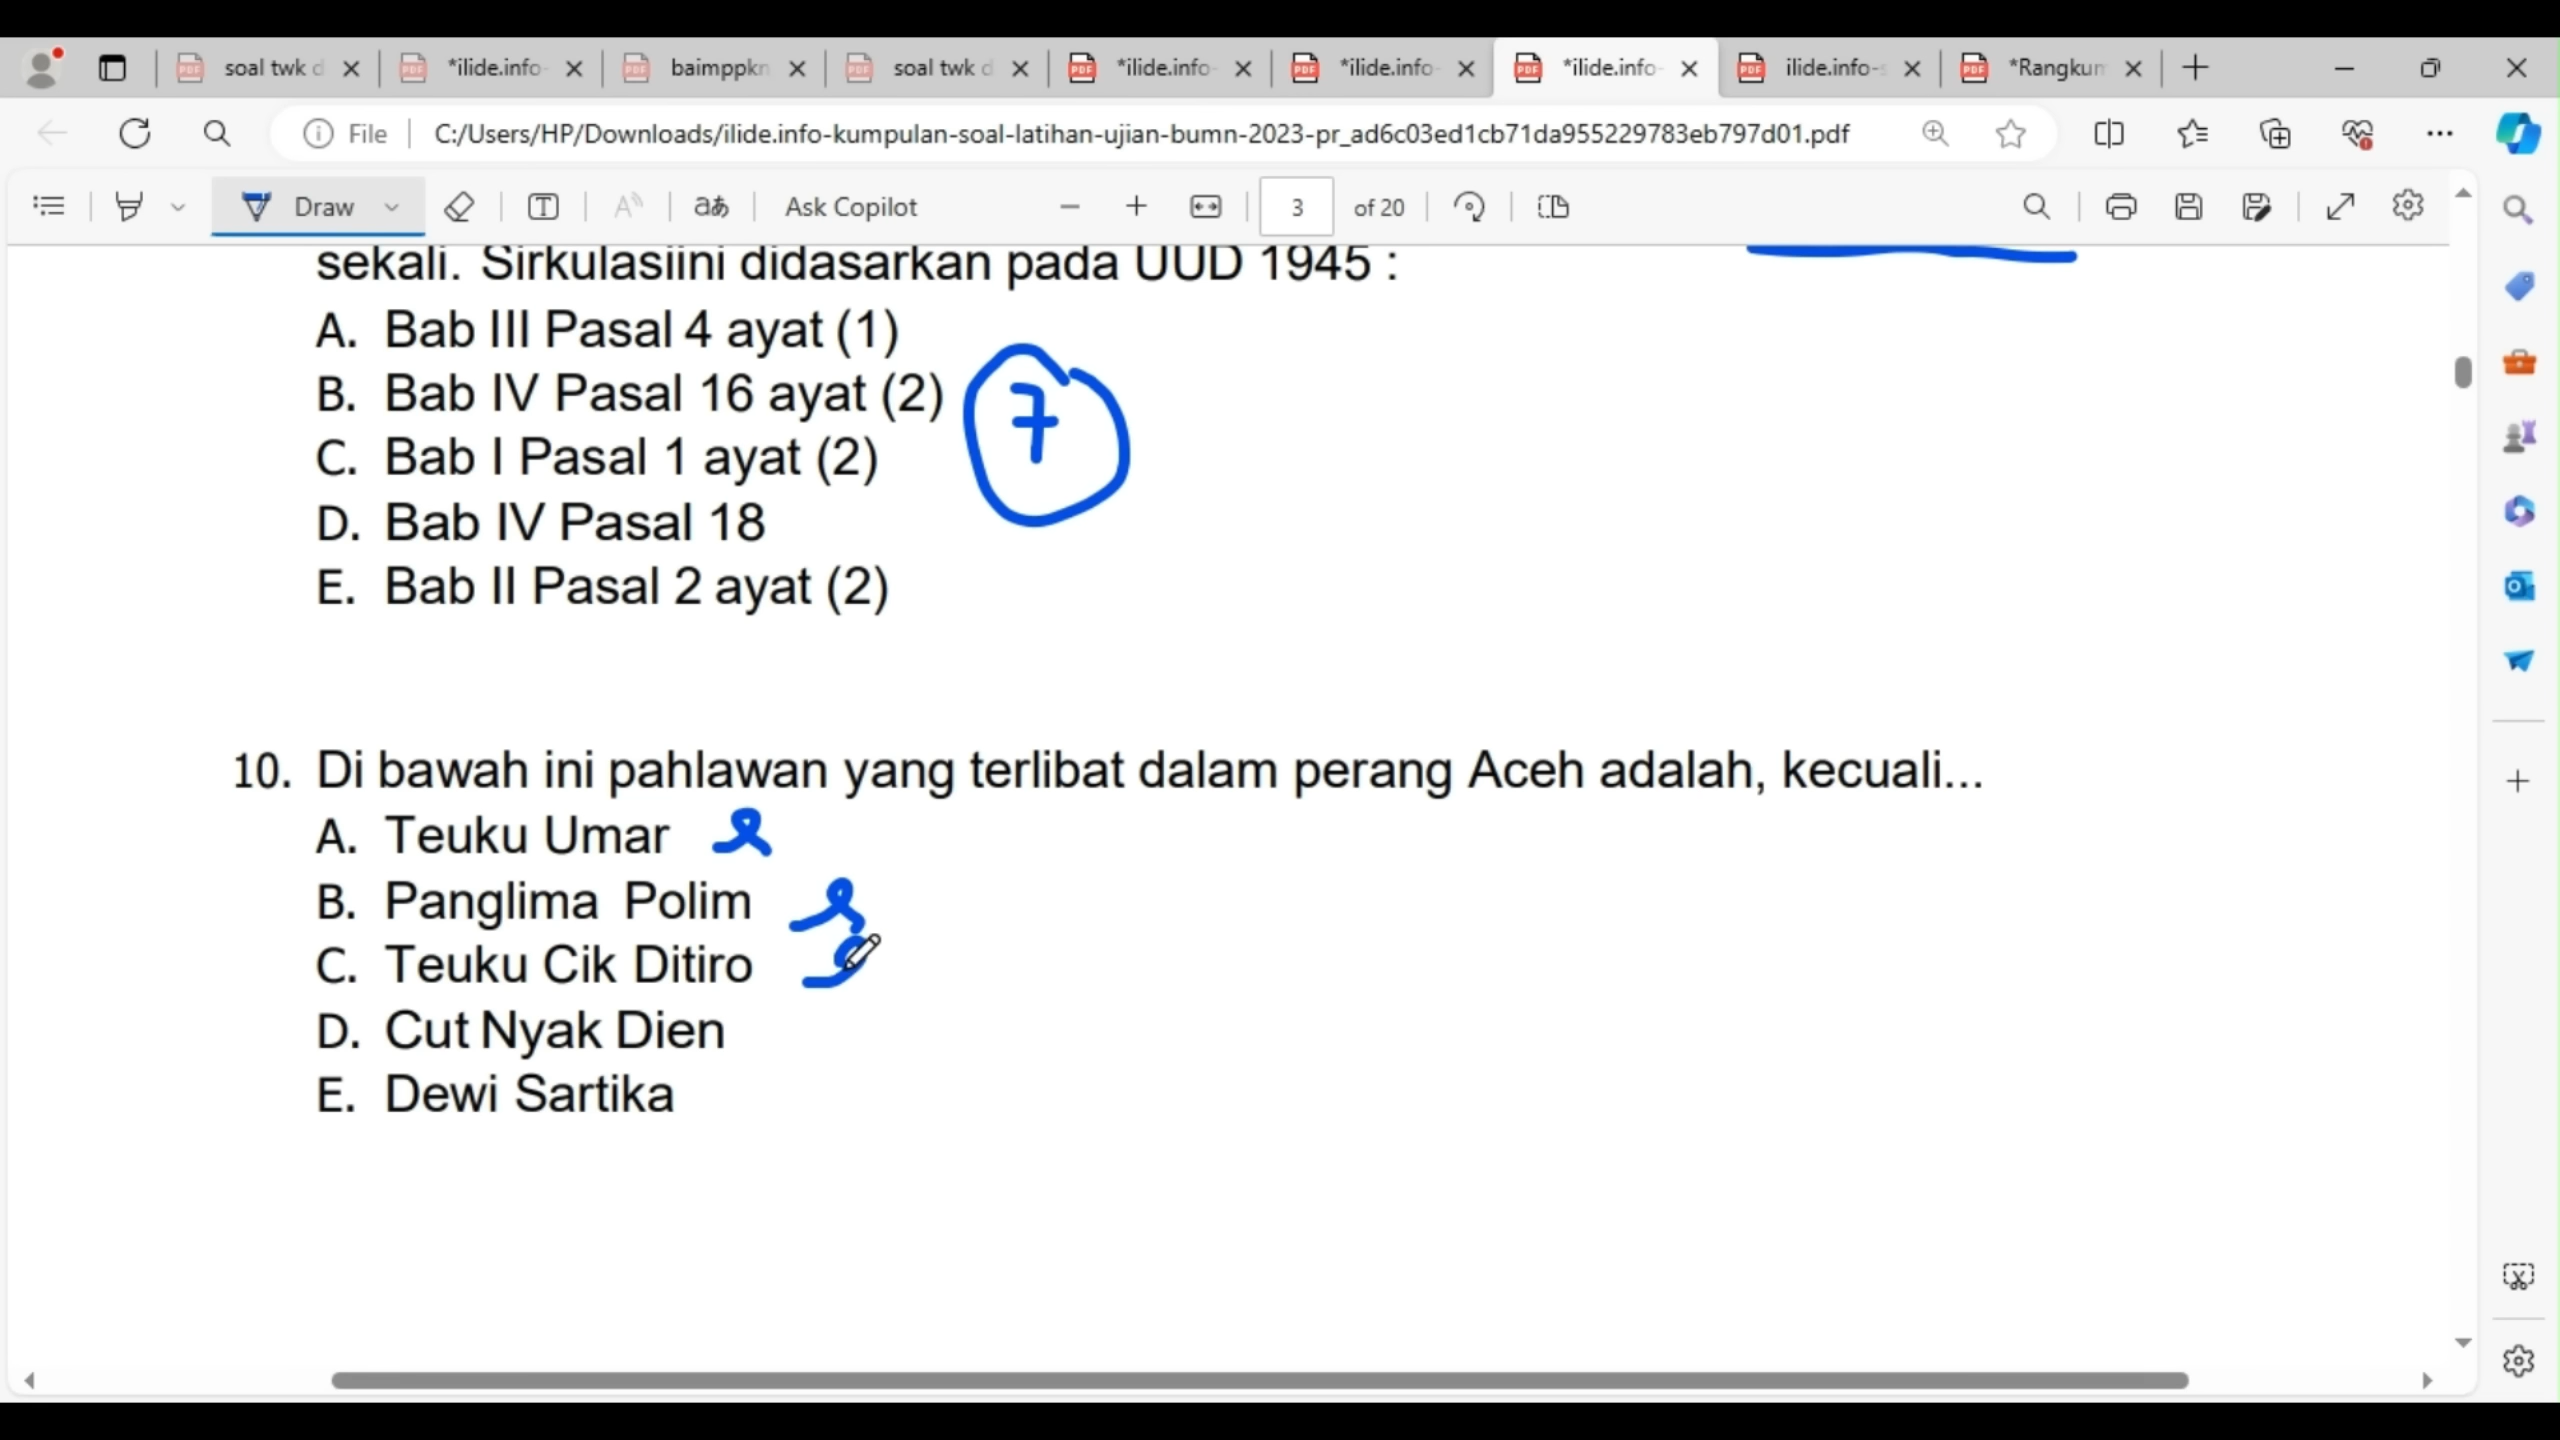 soal twk d
*ilide.info-
baimppkn
soal twk d
*ilide.info-
*ilide.info-
*ilide.info-
ilide.info-s
*Rangkum
File
C:/Users/HP/Downloads/ilide.info-kumpulan-soal-latihan-ujian-bumn-2023-pr_ad6c03ed1cb71da955229783eb797d01.pdf
Draw
Ask Copilot
3 of 20
sekali. Sirkulasiini didasarkan pada UUD 1945 :
A. Bab III Pasal 4 ayat (1)
B. Bab IV Pasal 16 ayat (2)
7
C. Bab I Pasal 1 ayat (2)
D. Bab IV Pasal 18
E. Bab II Pasal 2 ayat (2)
10. Di bawah ini pahlawan yang terlibat dalam perang Aceh adalah, kecuali...
A. Teuku Umar
B. Panglima Polim
C. Teuku Cik Ditiro
D. Cut Nyak Dien
E. Dewi Sartika